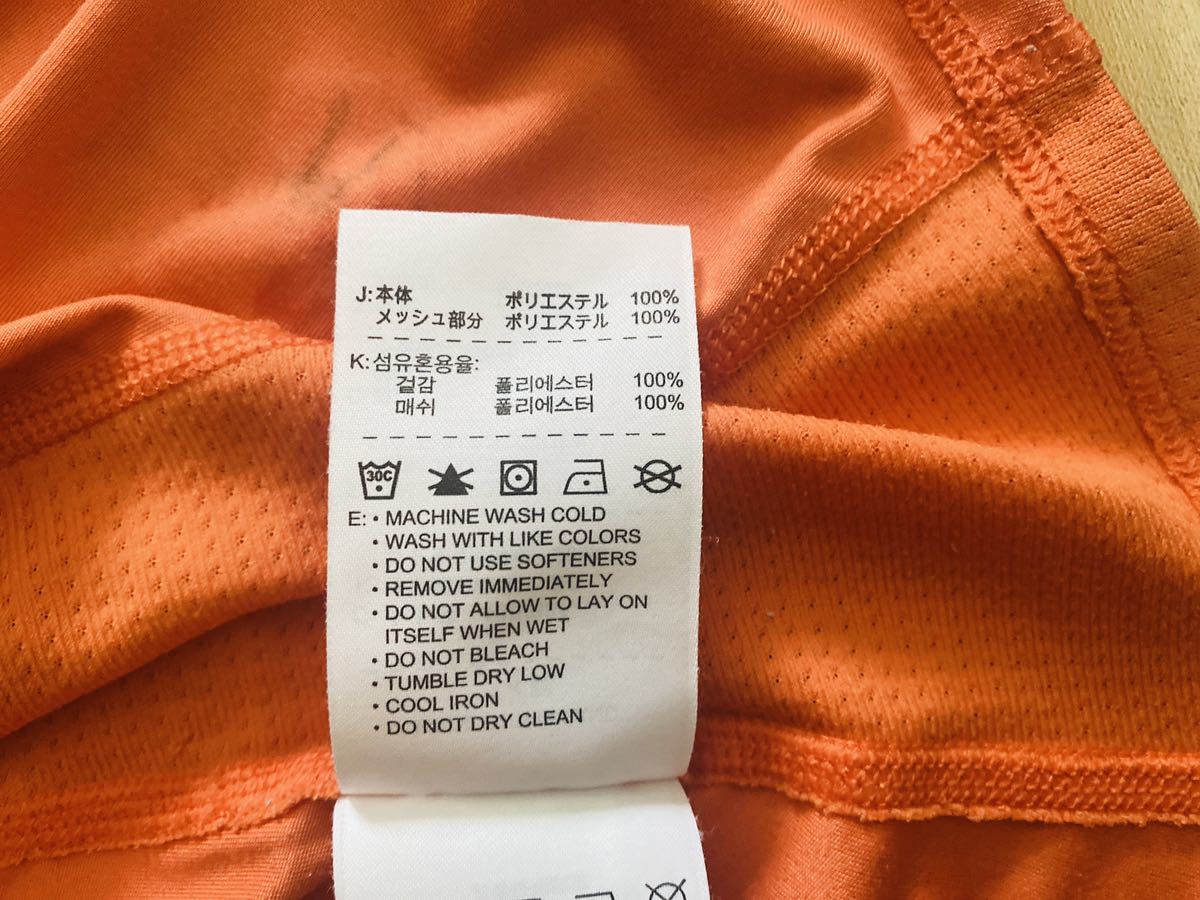 J:本体 ポリエステル 100%
メッシュ部分 ポリエステル 100%
K:섬유혼용율:
겉감 폴리에스터 100%
매쉬 폴리에스터 100%
30C
E: • MACHINE WASH COLD
• WASH WITH LIKE COLORS
• DO NOT USE SOFTENERS
• REMOVE IMMEDIATELY
• DO NOT ALLOW TO LAY ON
ITSELF WHEN WET
• DO NOT BLEACH
• TUMBLE DRY LOW
• COOL IRON
• DO NOT DRY CLEAN